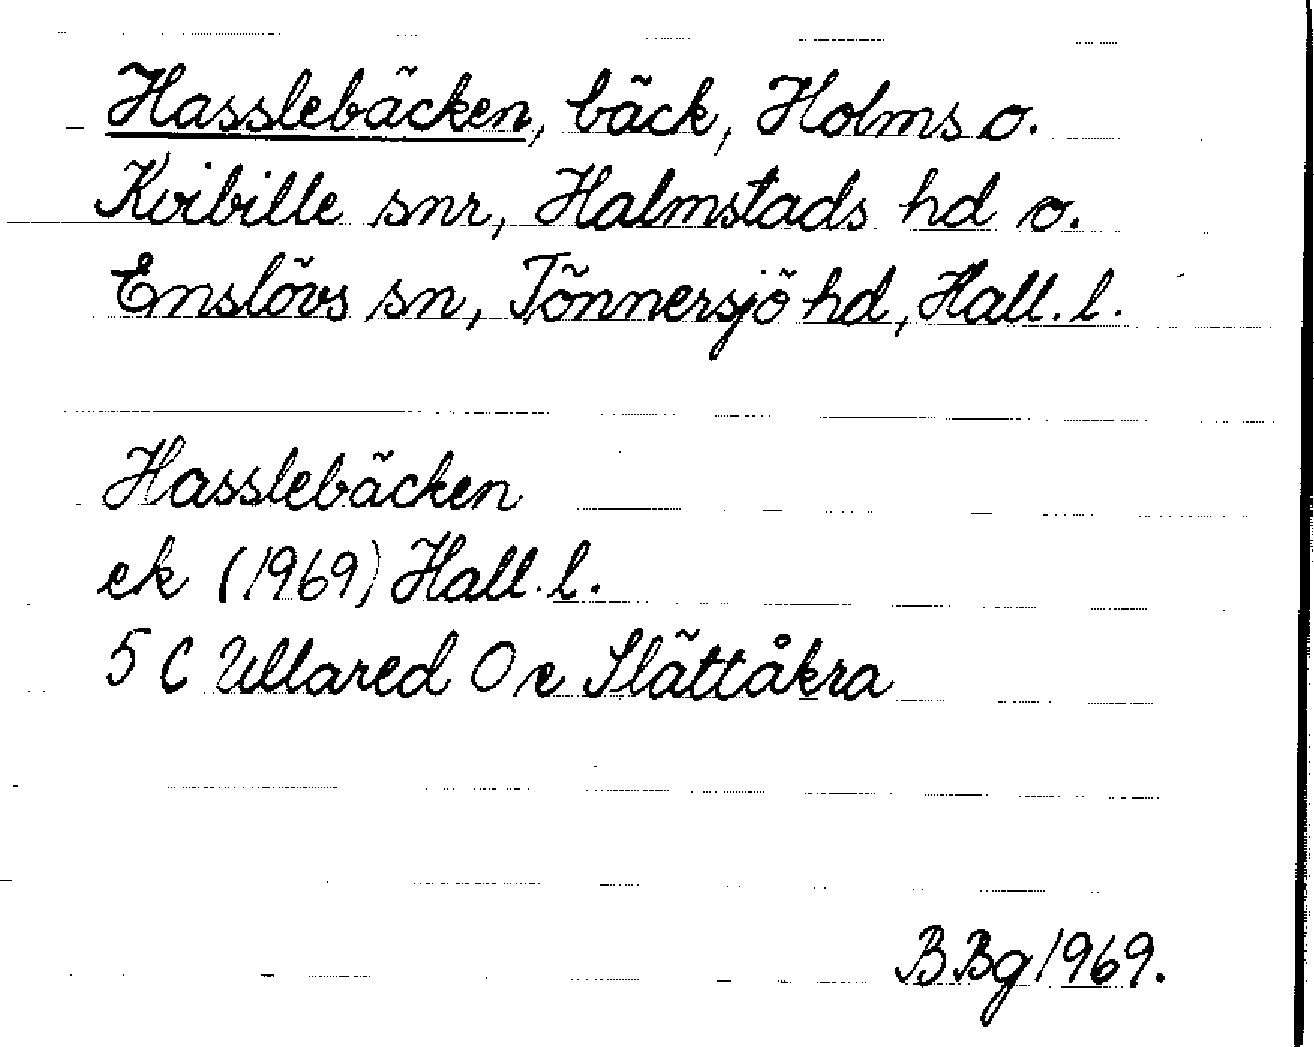 Hasslebäcken, bäck, Holms o.
Kvibille snr, Halmstads hd o.
Enslövs sn, Tönnersjö hd, Hall. l.
Hasslebäcken
ek (1969) Hall. l.
5 C Ullared O e Slättåkra
BBg 1969.